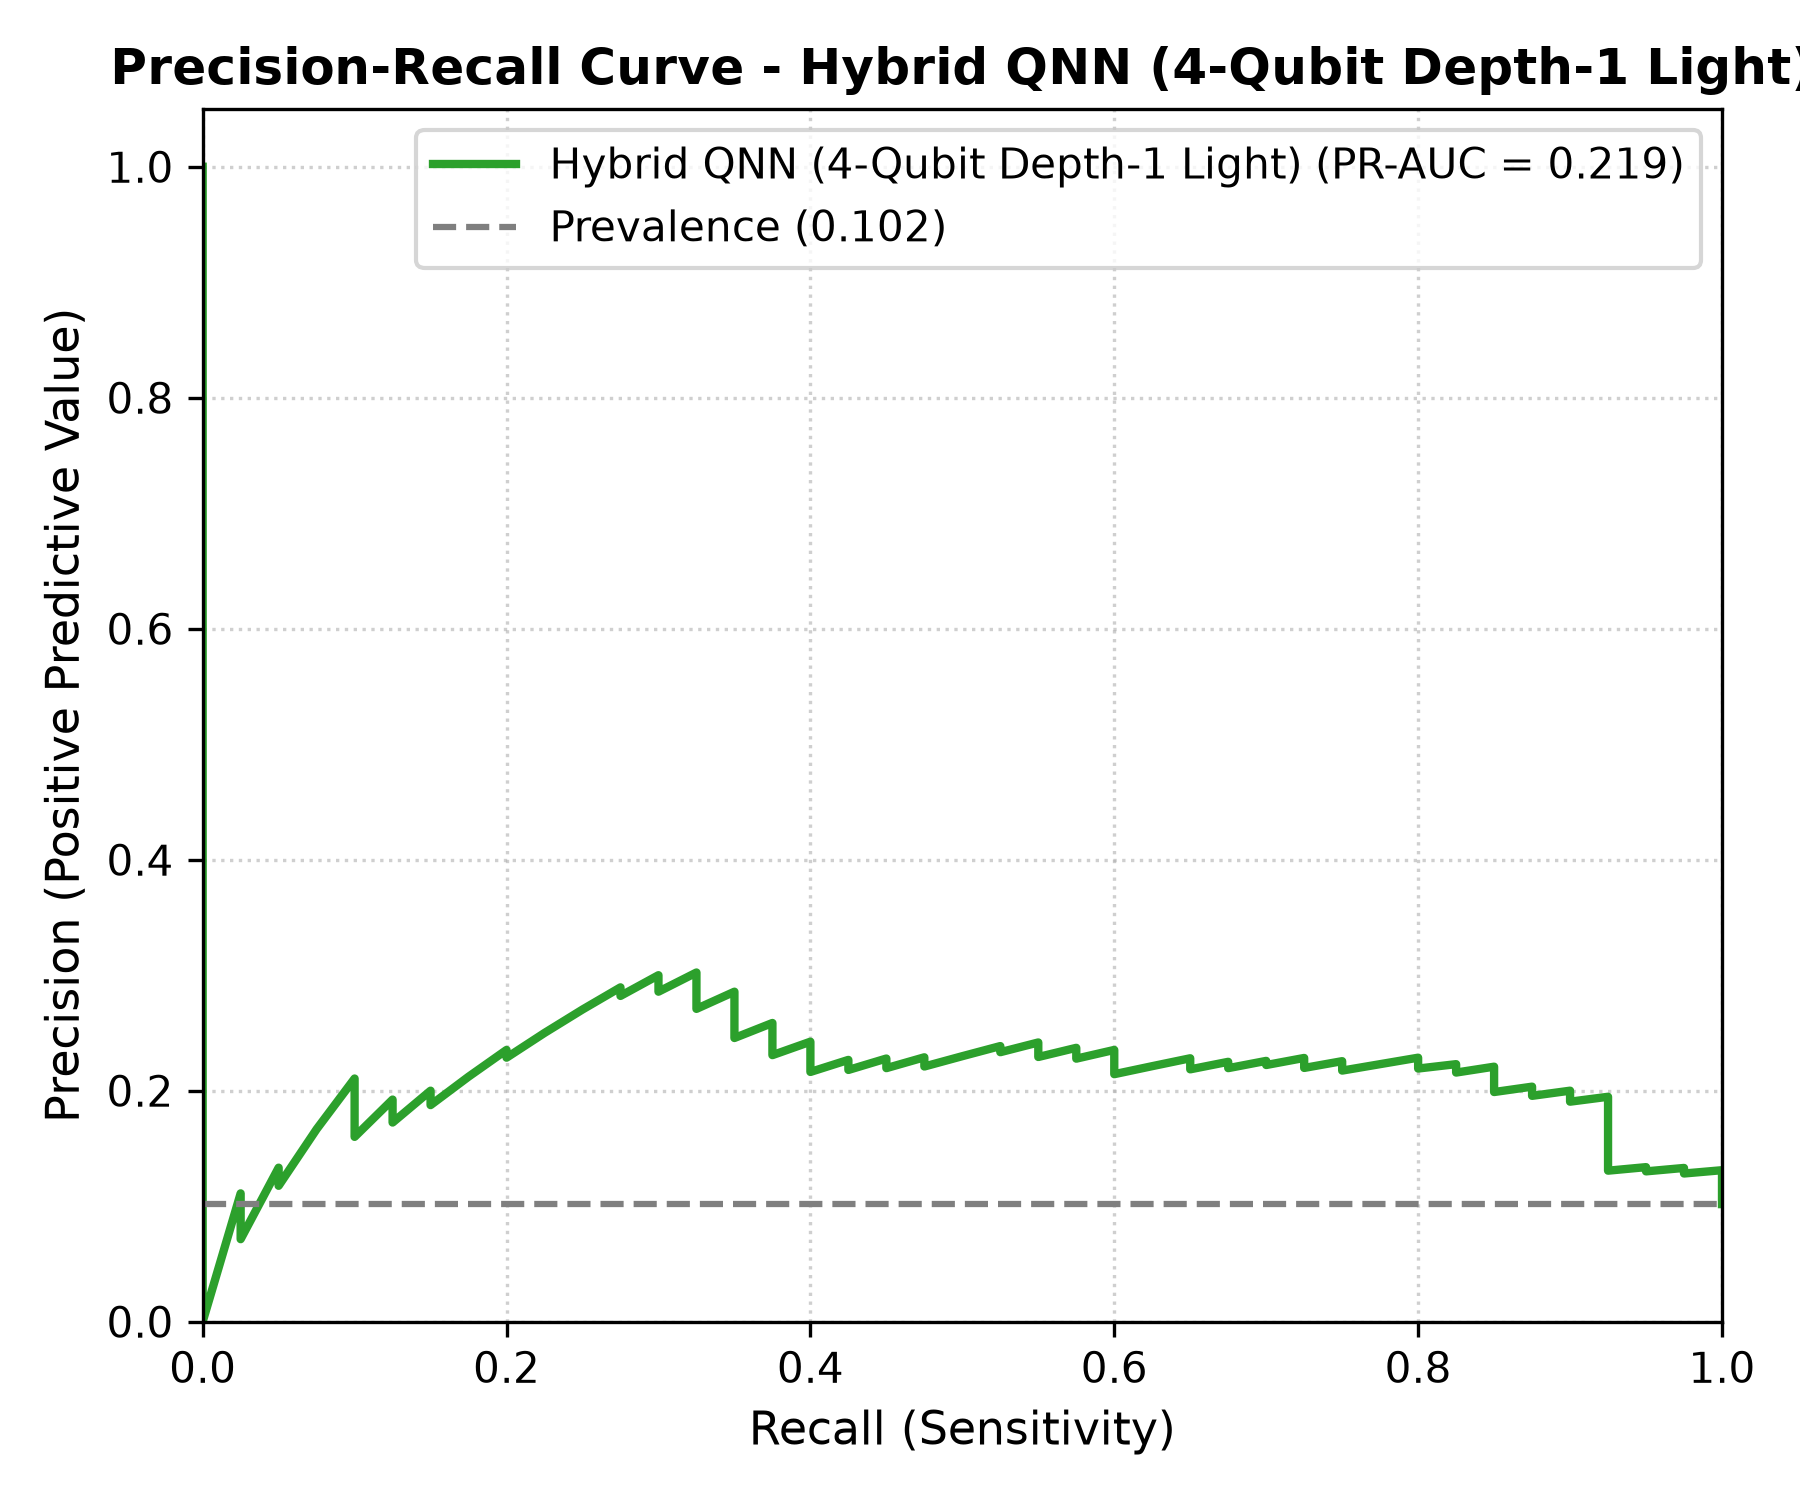 Precision-Recall Curve - Hybrid QNN (4-Qubit Depth-1 Light)
Hybrid QNN (4-Qubit Depth-1 Light) (PR-AUC = 0.219)
Prevalence (0.102)
Precision (Positive Predictive Value)
1.0
0.8
0.6
0.4
0.2
0.0
0.0 0.2 0.4 0.6 0.8 1.0
Recall (Sensitivity)